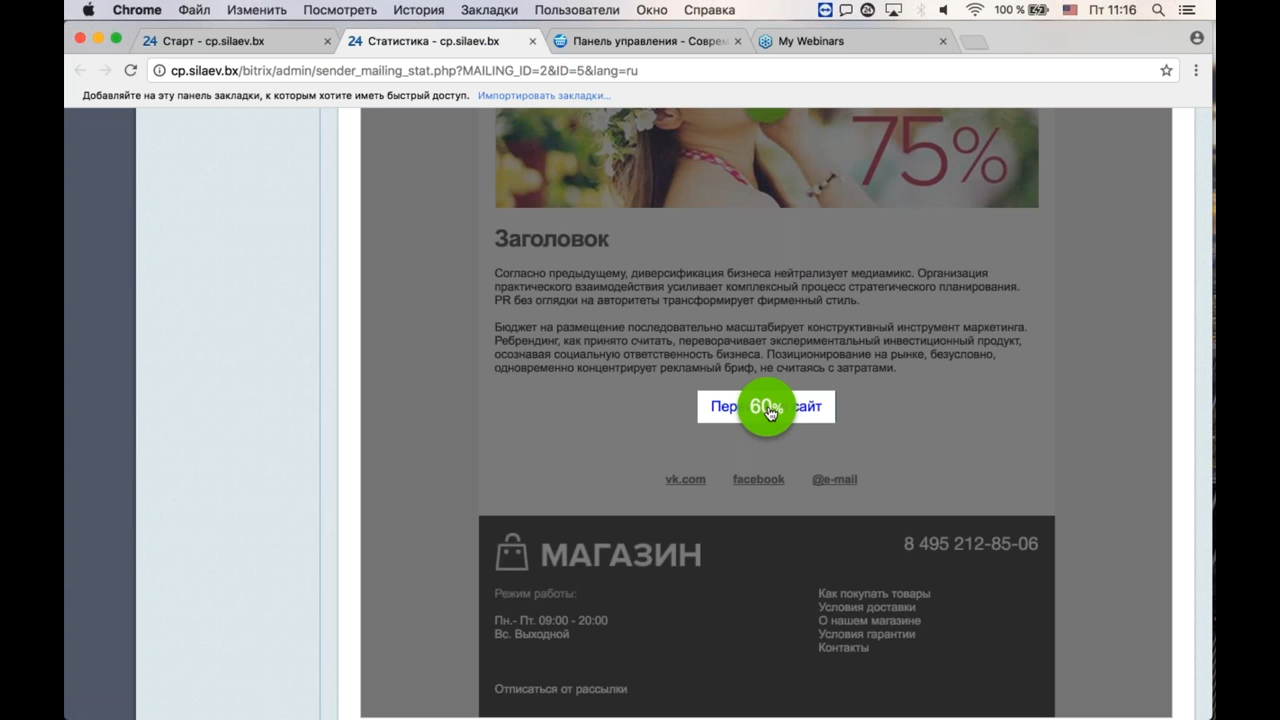 Chrome Файл Изменить Посмотреть История Закладки Пользователи Окно Справка 100 % Пт 11:16
24 Старт - cp.silaev.bx 24 Статистика - cp.silaev.bx Панель управления - Соврем My Webinars
cp.silaev.bx/bitrix/admin/sender_mailing_stat.php?MAILING_ID=2&ID=5&lang=ru
Добавляйте на эту панель закладки, к которым хотите иметь быстрый доступ. Импортировать закладки...
75%
Заголовок
Согласно предыдущему, диверсификация бизнеса нейтрализует медиамикс. Организация
практического взаимодействия усиливает комплексный процесс стратегического планирования.
PR без оглядки на авторитеты трансформирует фирменный стиль.
Бюджет на размещение последовательно масштабирует конструктивный инструмент маркетинга.
Ребрендинг, как принято считать, переворачивает экспериментальный инвестиционный продукт,
осознавая социальную ответственность бизнеса. Позиционирование на рынке, безусловно,
одновременно концентрирует рекламный бриф, не считаясь с затратами.
Пер 60% сайт
vk.com facebook @e-mail
МАГАЗИН 8 495 212-85-06
Режим работы:
Пн.- Пт. 09:00 - 20:00
Вс. Выходной
Как покупать товары
Условия доставки
О нашем магазине
Условия гарантии
Контакты
Отписаться от рассылки